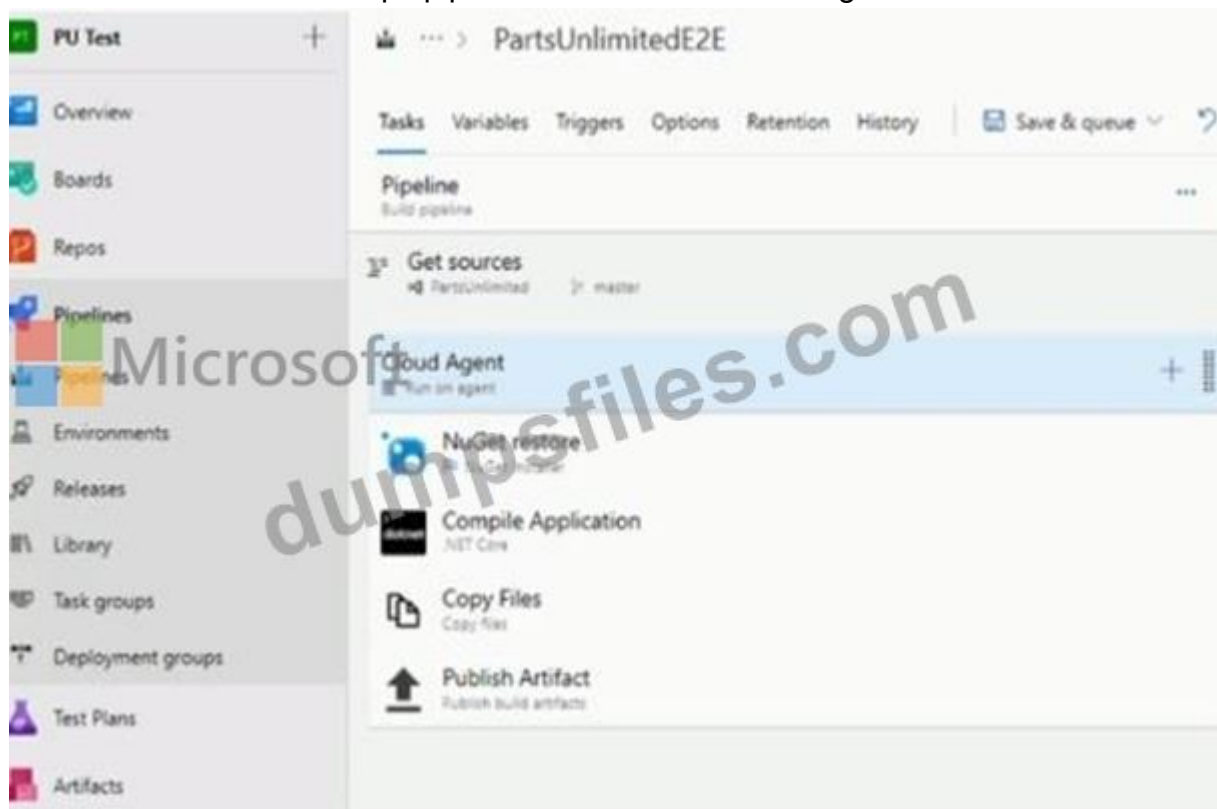 PU Test +
Overview
Boards
Repos
Pipelines
Pipelines
Environments
Releases
Library
Task groups
Deployment groups
Test Plans
Artifacts
··· > PartsUnlimitedE2E
Tasks Variables Triggers Options Retention History Save & queue
Pipeline
Build pipeline
Get sources
PartsUnlimited master
Cloud Agent
Run on agent
NuGet restore
Compile Application
.NET Core
Copy Files
Copy files
Publish Artifact
Publish build artifacts
Microsoft
dumpsfiles.com